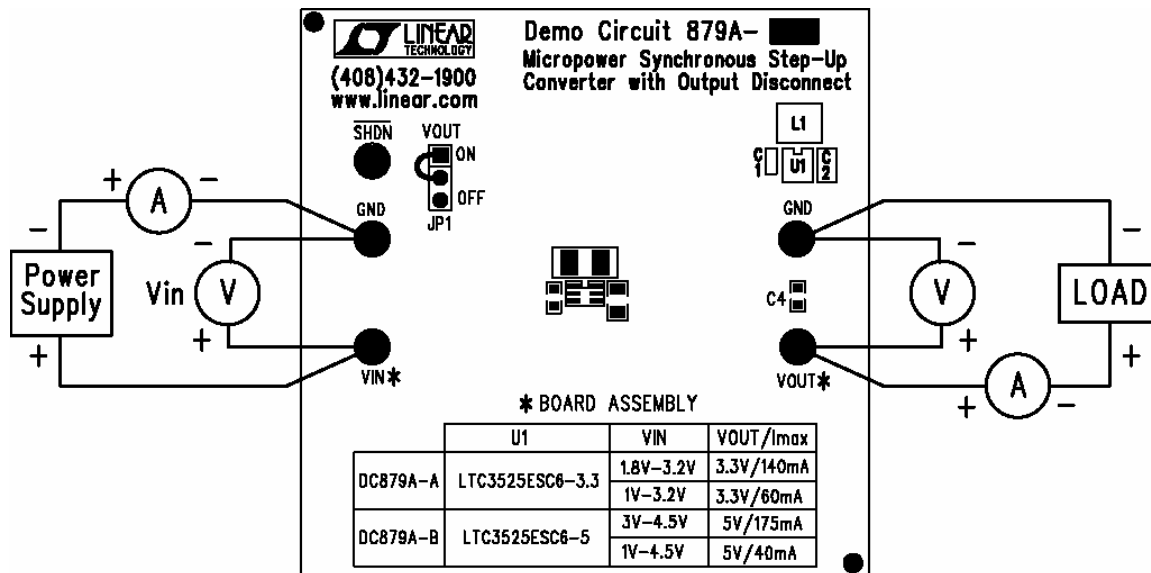 LINEAR
TECHNOLOGY
(408)432-1900
www.linear.com
Demo Circuit 879A-
Micropower Synchronous Step-Up
Converter with Output Disconnect
SHDN
VOUT
ON
OFF
JP1
L1
C1
U1
C2
+ A -
GND
GND
-
Power
Supply
+
-
Vin V
+
VIN*
C4
-
V
+
-
LOAD
+
VOUT*
+ A -
* BOARD ASSEMBLY
U1 VIN VOUT/Imax
DC879A-A LTC3525ESC6-3.3 1.8V-3.2V 3.3V/140mA
1V-3.2V 3.3V/60mA
DC879A-B LTC3525ESC6-5 3V-4.5V 5V/175mA
1V-4.5V 5V/40mA